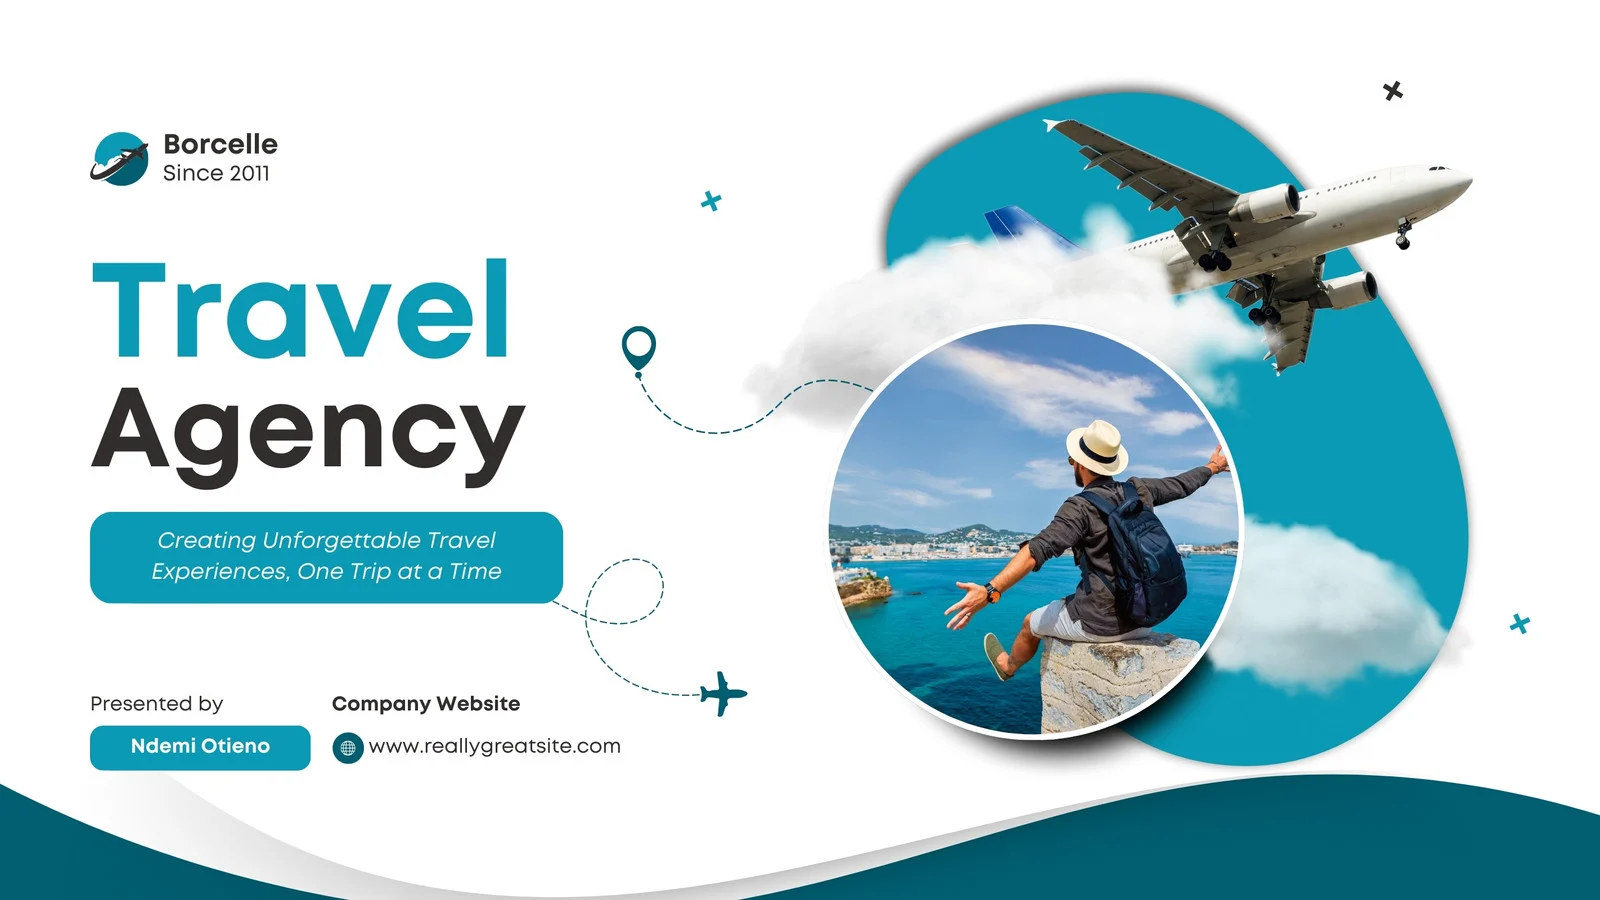 Borcelle
Since 2011
Travel
Agency
Creating Unforgettable Travel
Experiences, One Trip at a Time
Presented by
Ndemi Otieno
Company Website
www.reallygreatsite.com